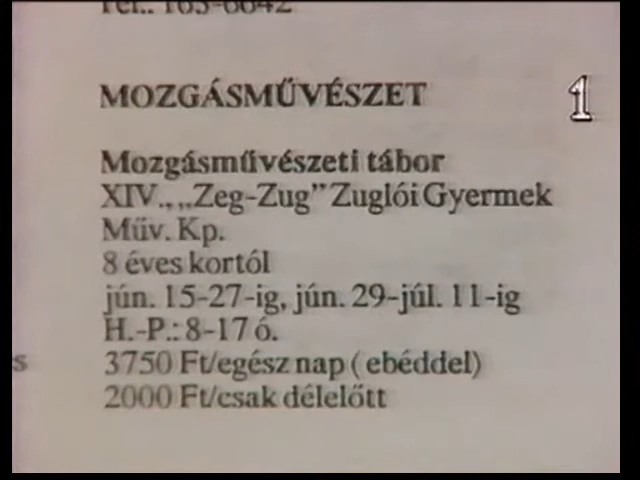 MOZGÁSMŰVÉSZET
1
Mozgásművészeti tábor
XIV., „Zeg-Zug” Zuglói Gyermek
Műv. Kp.
8 éves kortól
jún. 15-27-ig, jún. 29-júl. 11-ig
H.-P.: 8-17 ó.
3750 Ft/egész nap ( ebéddel)
2000 Ft/csak délelőtt